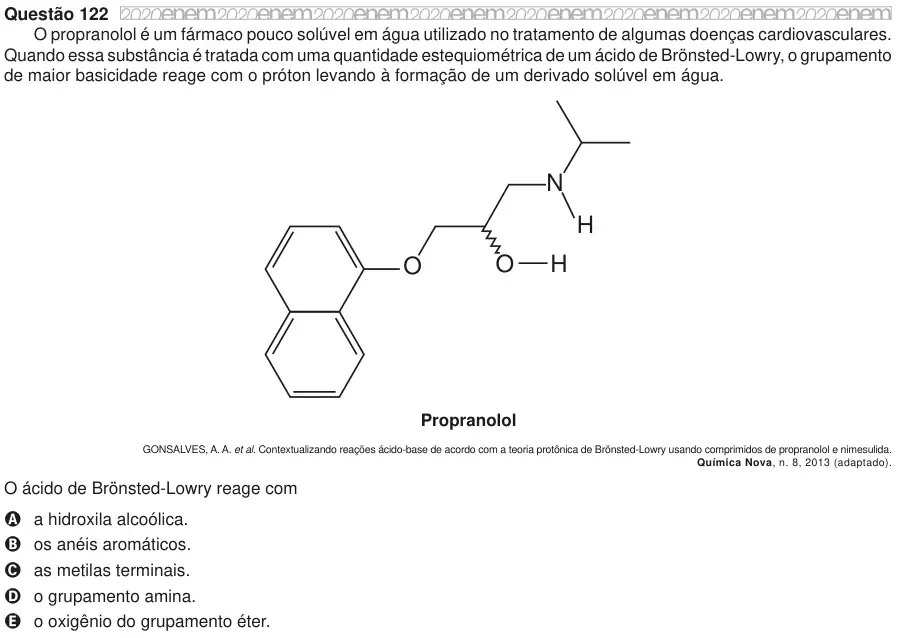 Questão 122 2020enem2020enem2020enem2020enem2020enem2020enem2020enem2020enem
O propranolol é um fármaco pouco solúvel em água utilizado no tratamento de algumas doenças cardiovasculares.
Quando essa substância é tratada com uma quantidade estequiométrica de um ácido de Brönsted-Lowry, o grupamento
de maior basicidade reage com o próton levando à formação de um derivado solúvel em água.
N
H
O
O H
Propranolol
GONSALVES, A. A. et al. Contextualizando reações ácido-base de acordo com a teoria protônica de Brönsted-Lowry usando comprimidos de propranolol e nimesulida.
Química Nova, n. 8, 2013 (adaptado).
O ácido de Brönsted-Lowry reage com
A a hidroxila alcoólica.
B os anéis aromáticos.
C as metilas terminais.
D o grupamento amina.
E o oxigênio do grupamento éter.